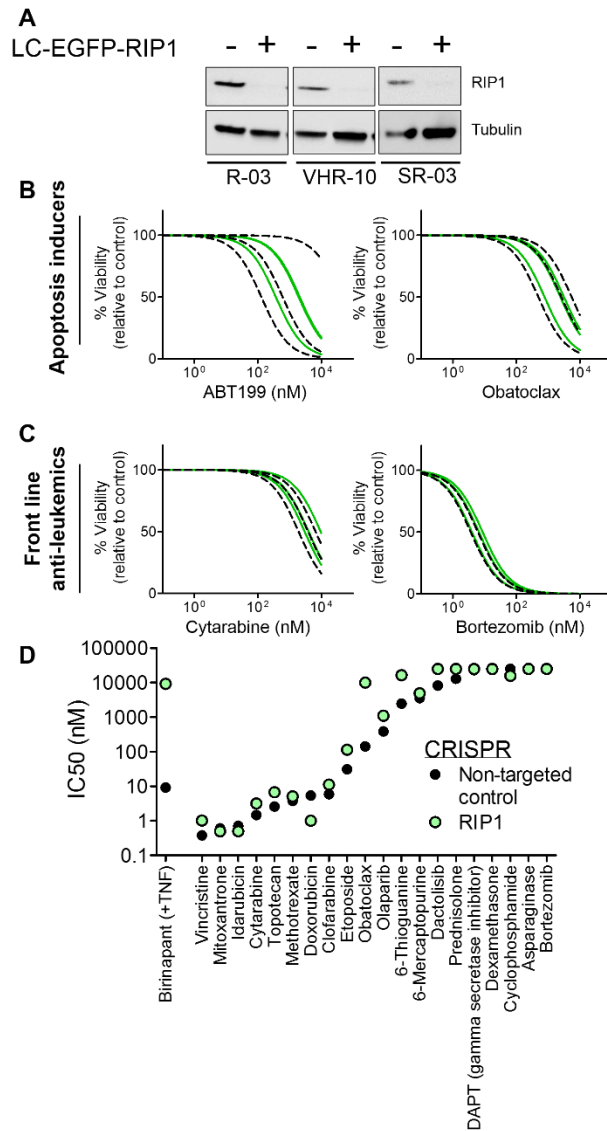 A
LC-EGFP-RIP1 - + - + - +
RIP1
Tubulin
R-03 VHR-10 SR-03
B
Apoptosis inducers
% Viability
(relative to control)
100
50
0
10⁰ 10² 10⁴
ABT199 (nM)
% Viability
(relative to control)
100
50
0
10⁰ 10² 10⁴
Obatoclax
C
Front line
anti-leukemics
% Viability
(relative to control)
100
50
0
10⁰ 10² 10⁴
Cytarabine (nM)
% Viability
(relative to control)
100
50
0
10⁰ 10² 10⁴
Bortezomib (nM)
D
IC50 (nM)
100000
10000
1000
100
10
1
0.1
CRISPR
Non-targeted
control
RIP1
Birinapant (+TNF)
Vincristine
Mitoxantrone
Idarubicin
Cytarabine
Topotecan
Methotrexate
Doxorubicin
Clofarabine
Etoposide
Obatoclax
Olaparib
6-Thioguanine
6-Mercaptopurine
Dactolisib
Prednisolone
DAPT (gamma secretase inhibitor)
Dexamethasone
Cyclophosphamide
Asparaginase
Bortezomib